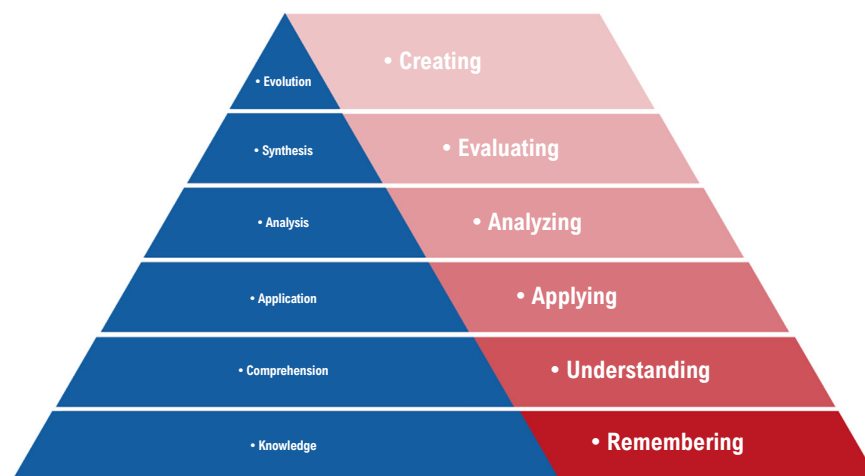 • Evolution
• Creating
• Synthesis
• Evaluating
• Analysis
• Analyzing
• Application
• Applying
• Comprehension
• Understanding
• Knowledge
• Remembering